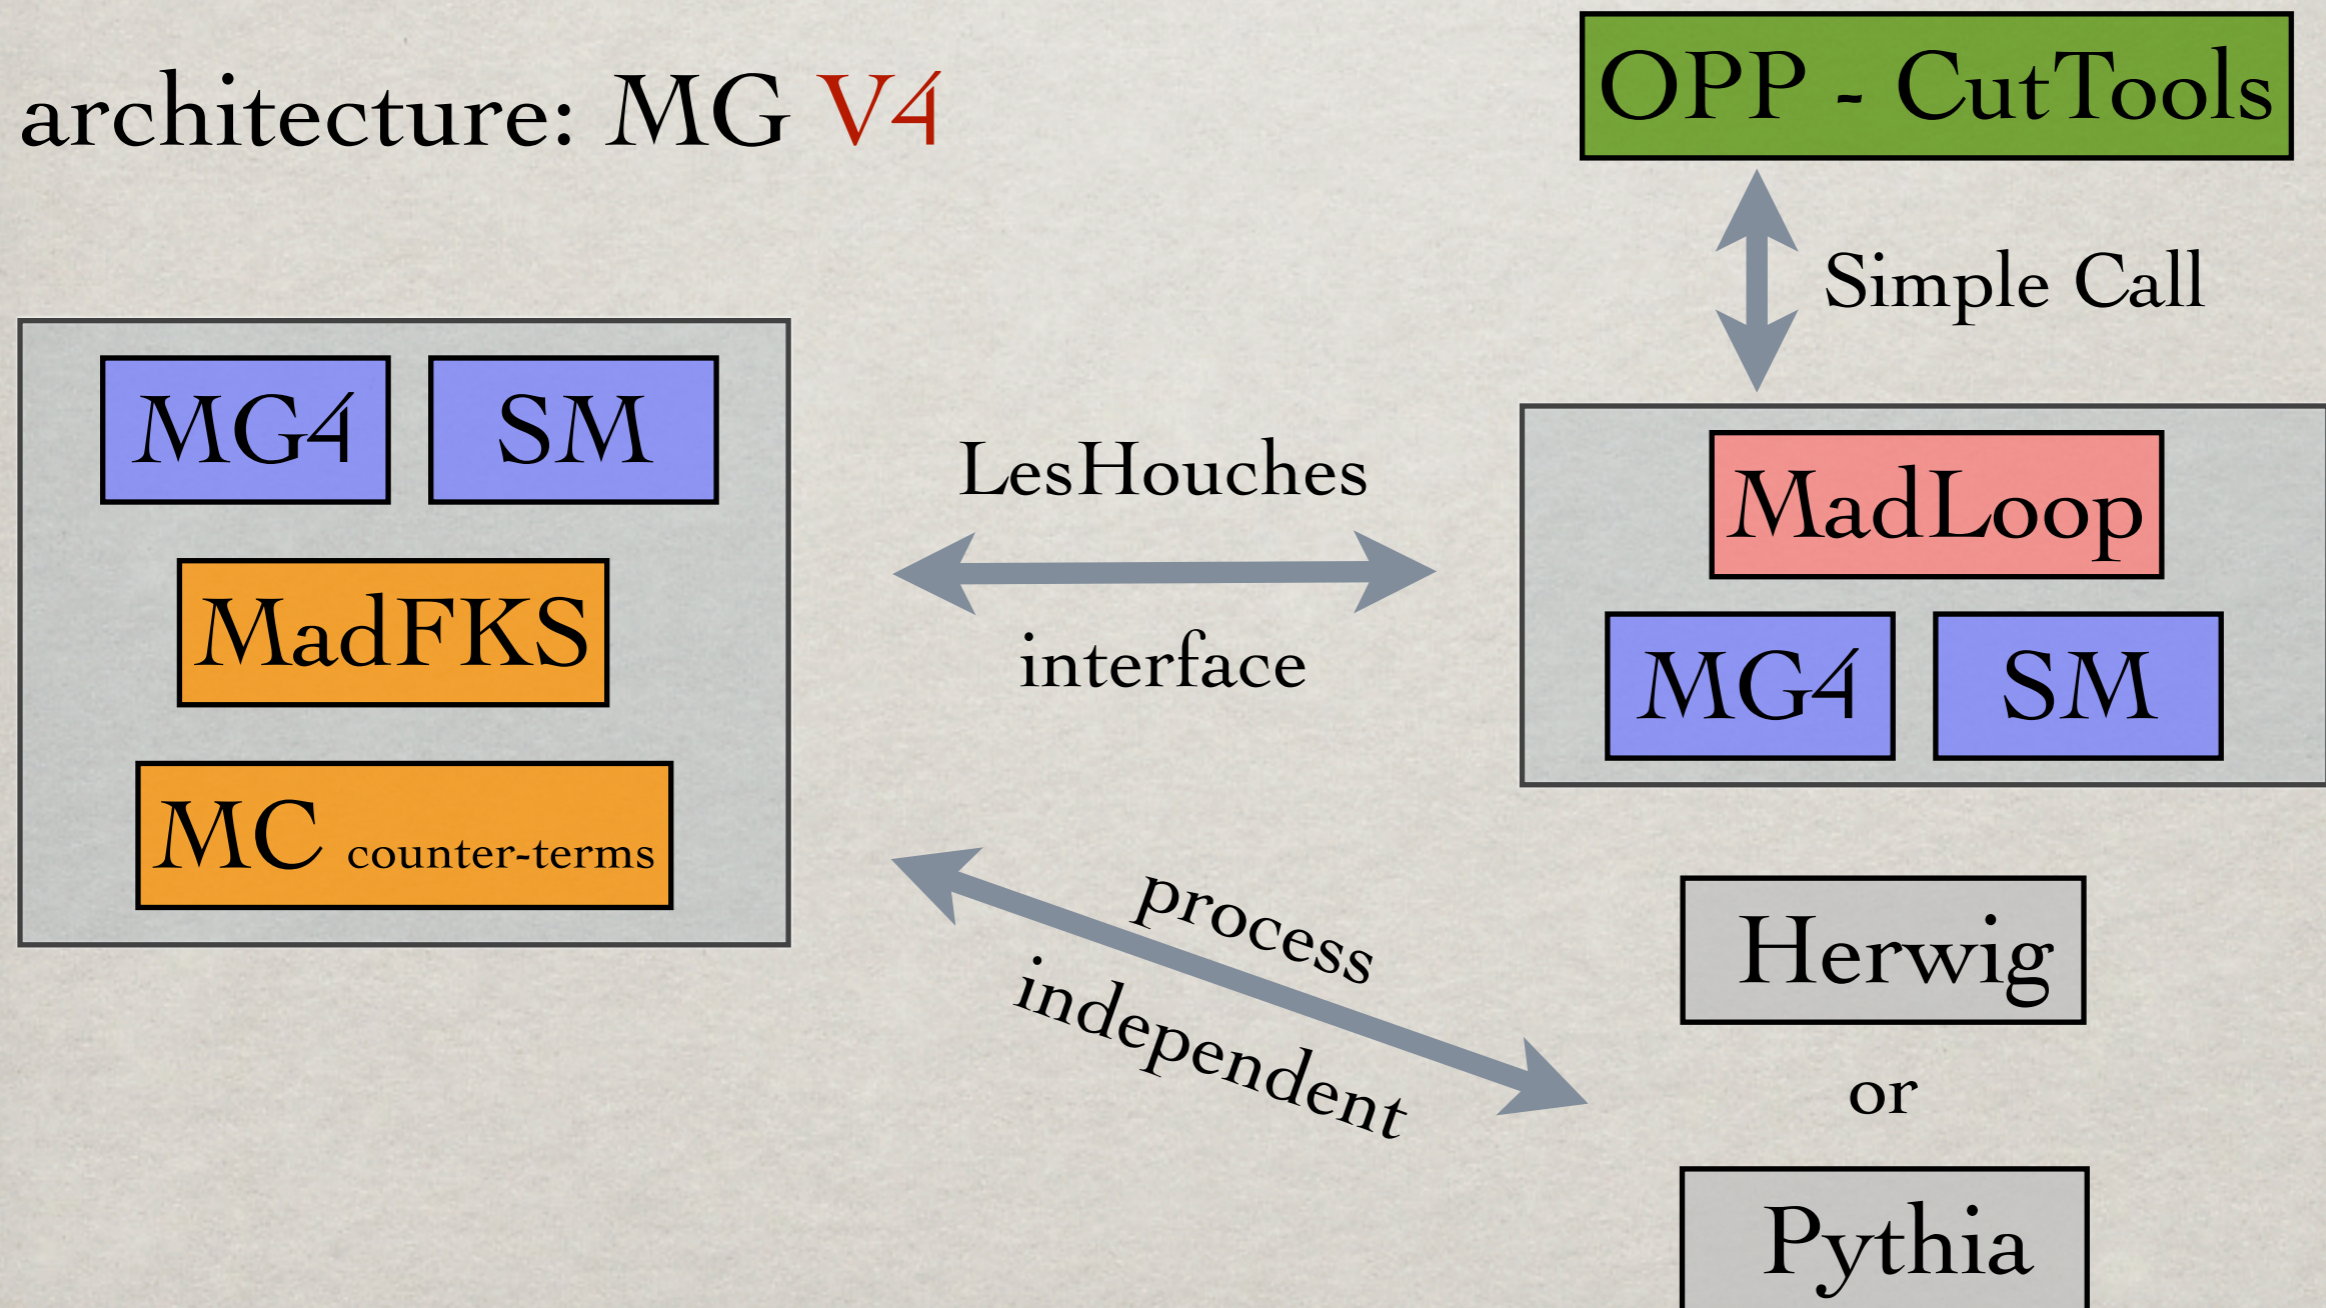 architecture: MG V4
OPP - CutTools
Simple Call
MG4 SM
MadFKS
MC counter-terms
LesHouches
interface
MadLoop
MG4 SM
process
independent
Herwig
or
Pythia